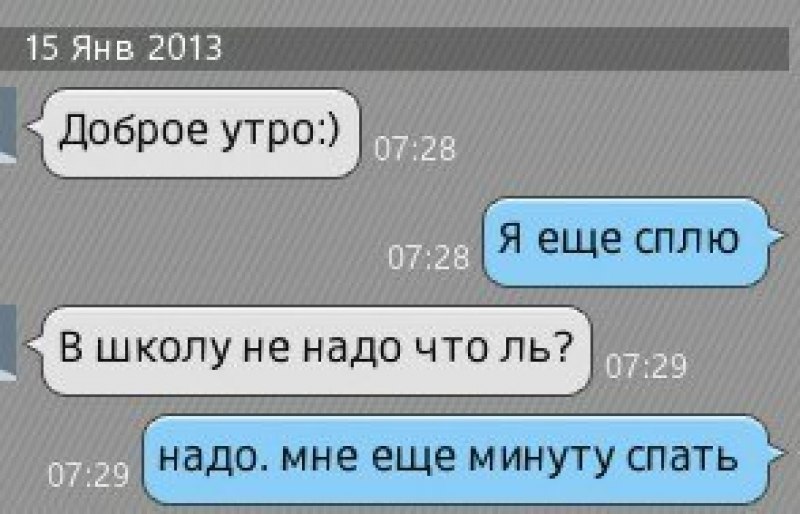 15 Янв 2013
Доброе утро:)
07:28
Я еще сплю
07:28
В школу не надо что ль?
07:29
надо. мне еще минуту спать
07:29